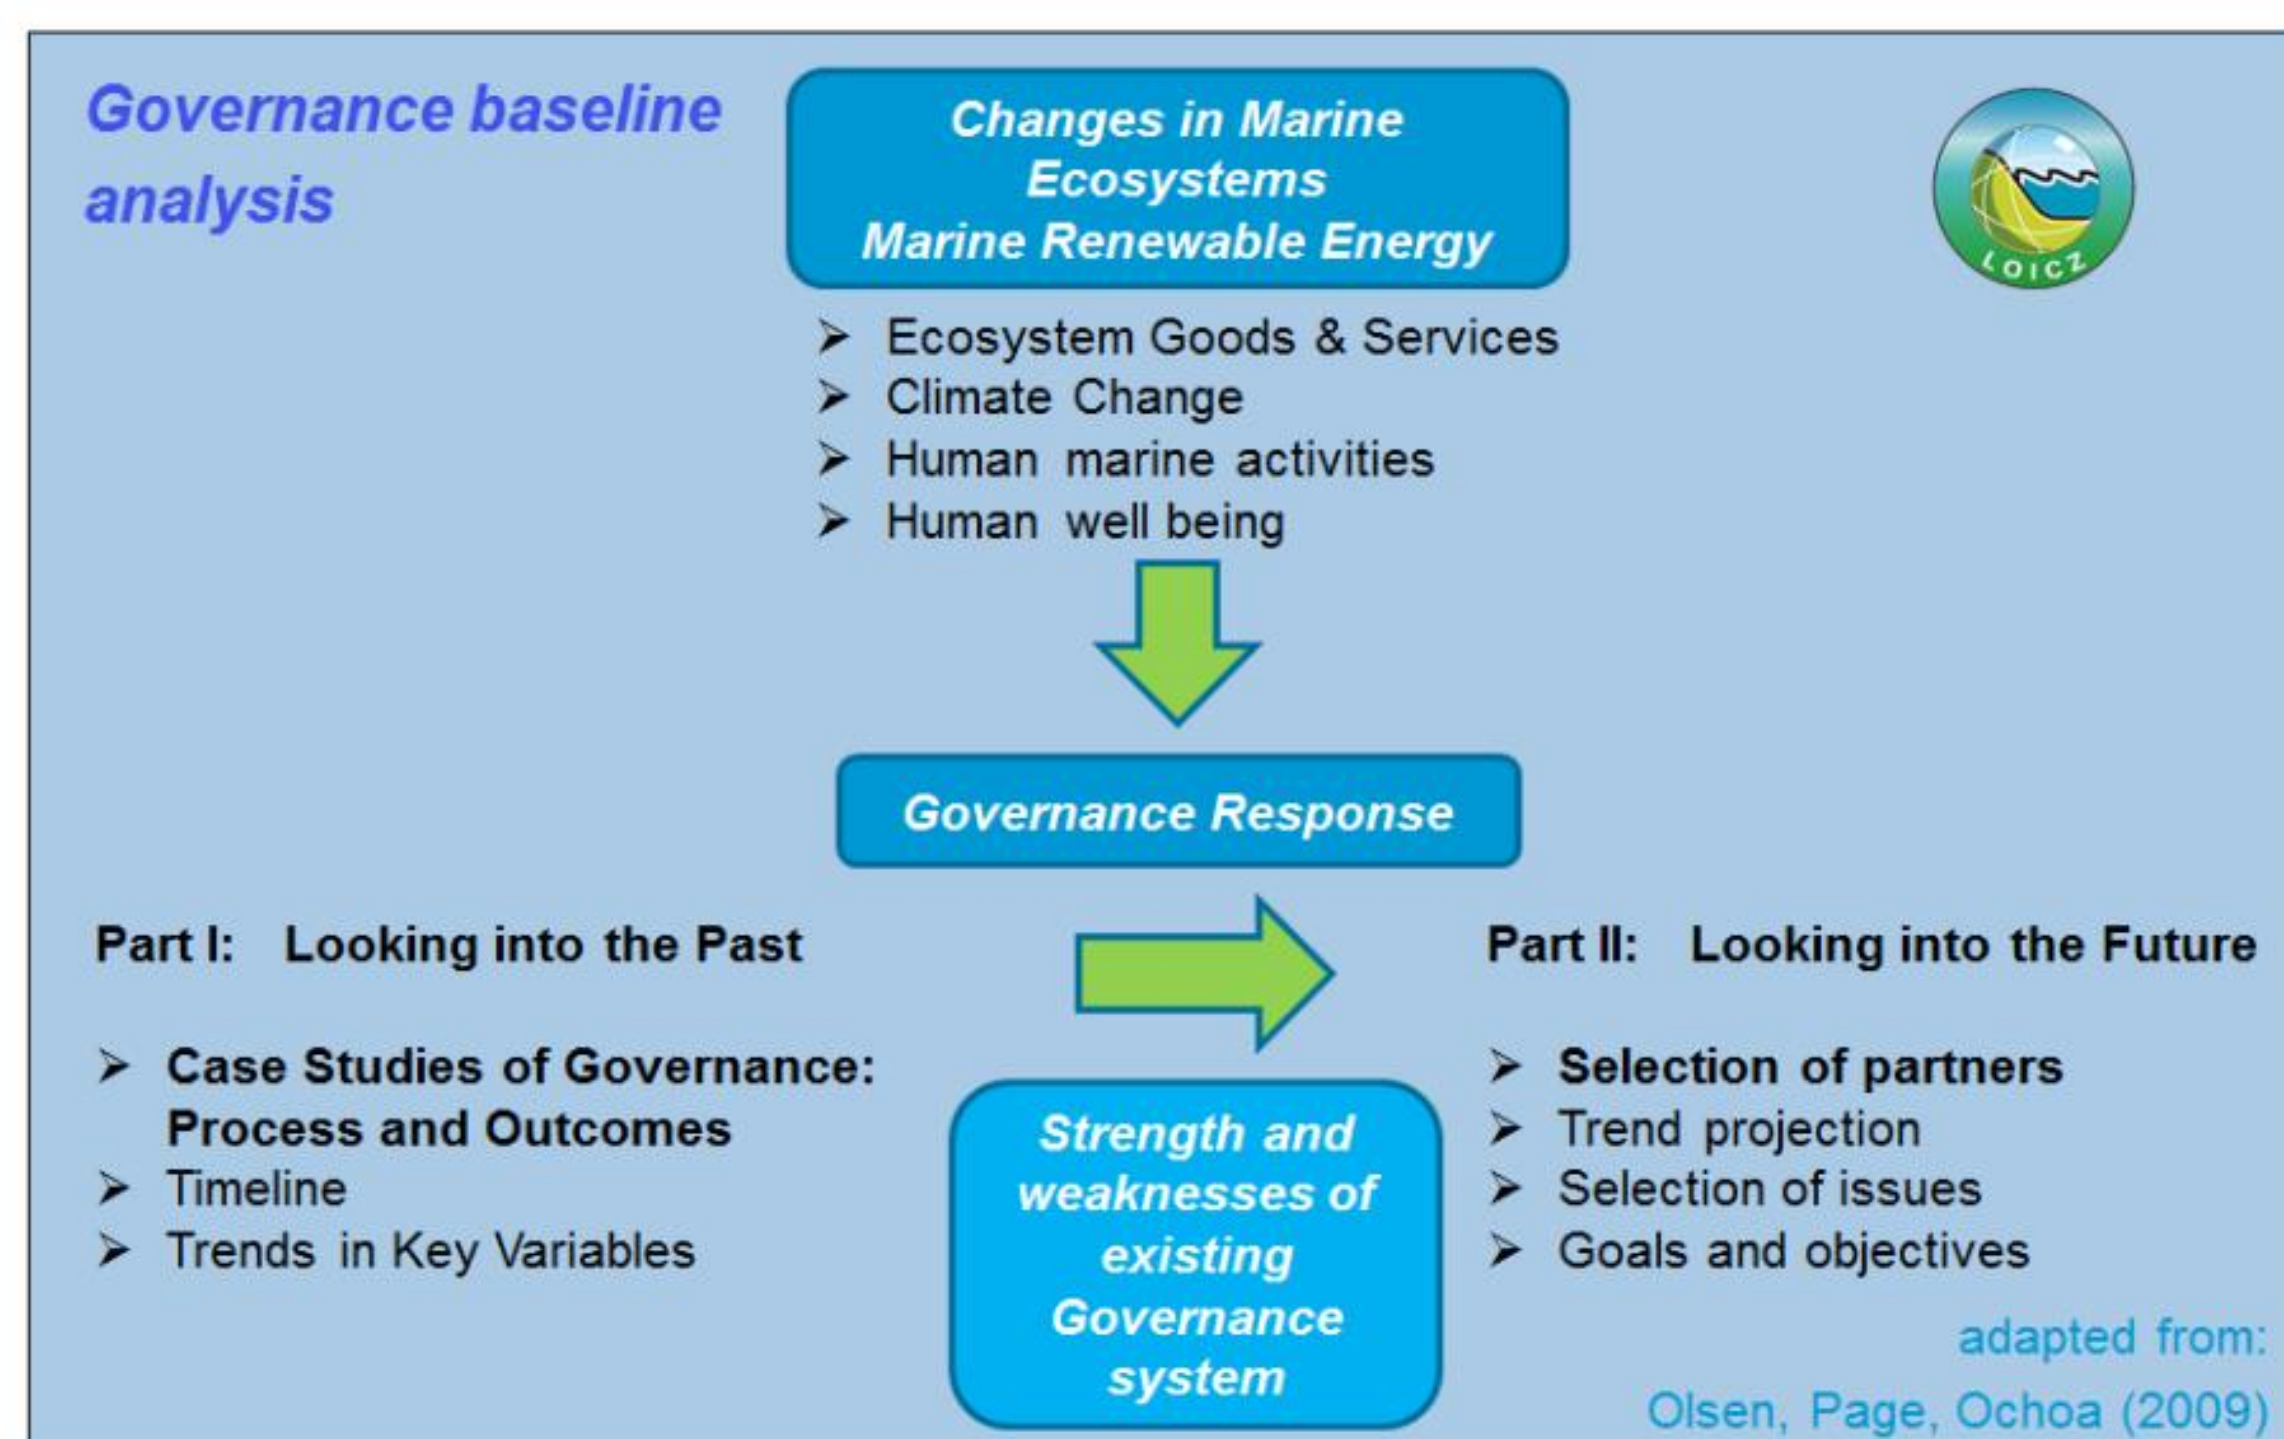 Governance baseline
analysis
Changes in Marine
Ecosystems
Marine Renewable Energy
LOICZ
➢ Ecosystem Goods & Services
➢ Climate Change
➢ Human marine activities
➢ Human well being
Governance Response
Part I: Looking into the Past
➢ Case Studies of Governance:
Process and Outcomes
➢ Timeline
➢ Trends in Key Variables
Strength and
weaknesses of
existing
Governance
system
Part II: Looking into the Future
➢ Selection of partners
➢ Trend projection
➢ Selection of issues
➢ Goals and objectives
adapted from:
Olsen, Page, Ochoa (2009)